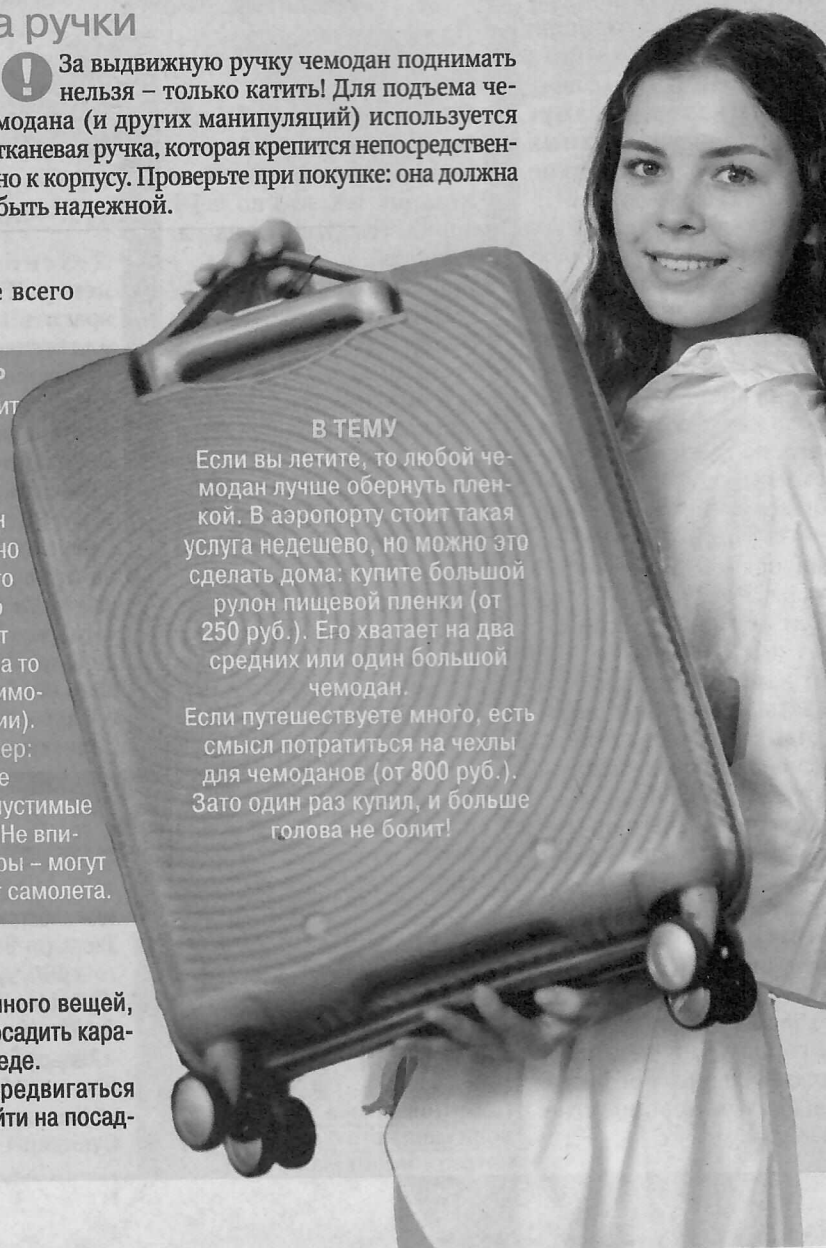 а ручки
За выдвижную ручку чемодан поднимать
нельзя – только катить! Для подъема че-
модана (и других манипуляций) используется
тканевая ручка, которая крепится непосредствен-
но к корпусу. Проверьте при покупке: она должна
быть надежной.
е всего
Р
ит
н
но
го
о
т
а то
имо-
ии).
ер:
е
устимые
Не впи-
ры – могут
т самолета.
В ТЕМУ
Если вы летите, то любой че-
модан лучше обернуть плен-
кой. В аэропорту стоит такая
услуга недешево, но можно это
сделать дома: купите большой
рулон пищевой пленки (от
250 руб.). Его хватает на два
средних или один большой
чемодан.
Если путешествуете много, есть
смысл потратиться на чехлы
для чемоданов (от 800 руб.).
Зато один раз купил, и больше
голова не болит!
много вещей,
осадить кара-
еде.
редвигаться
йти на посад-